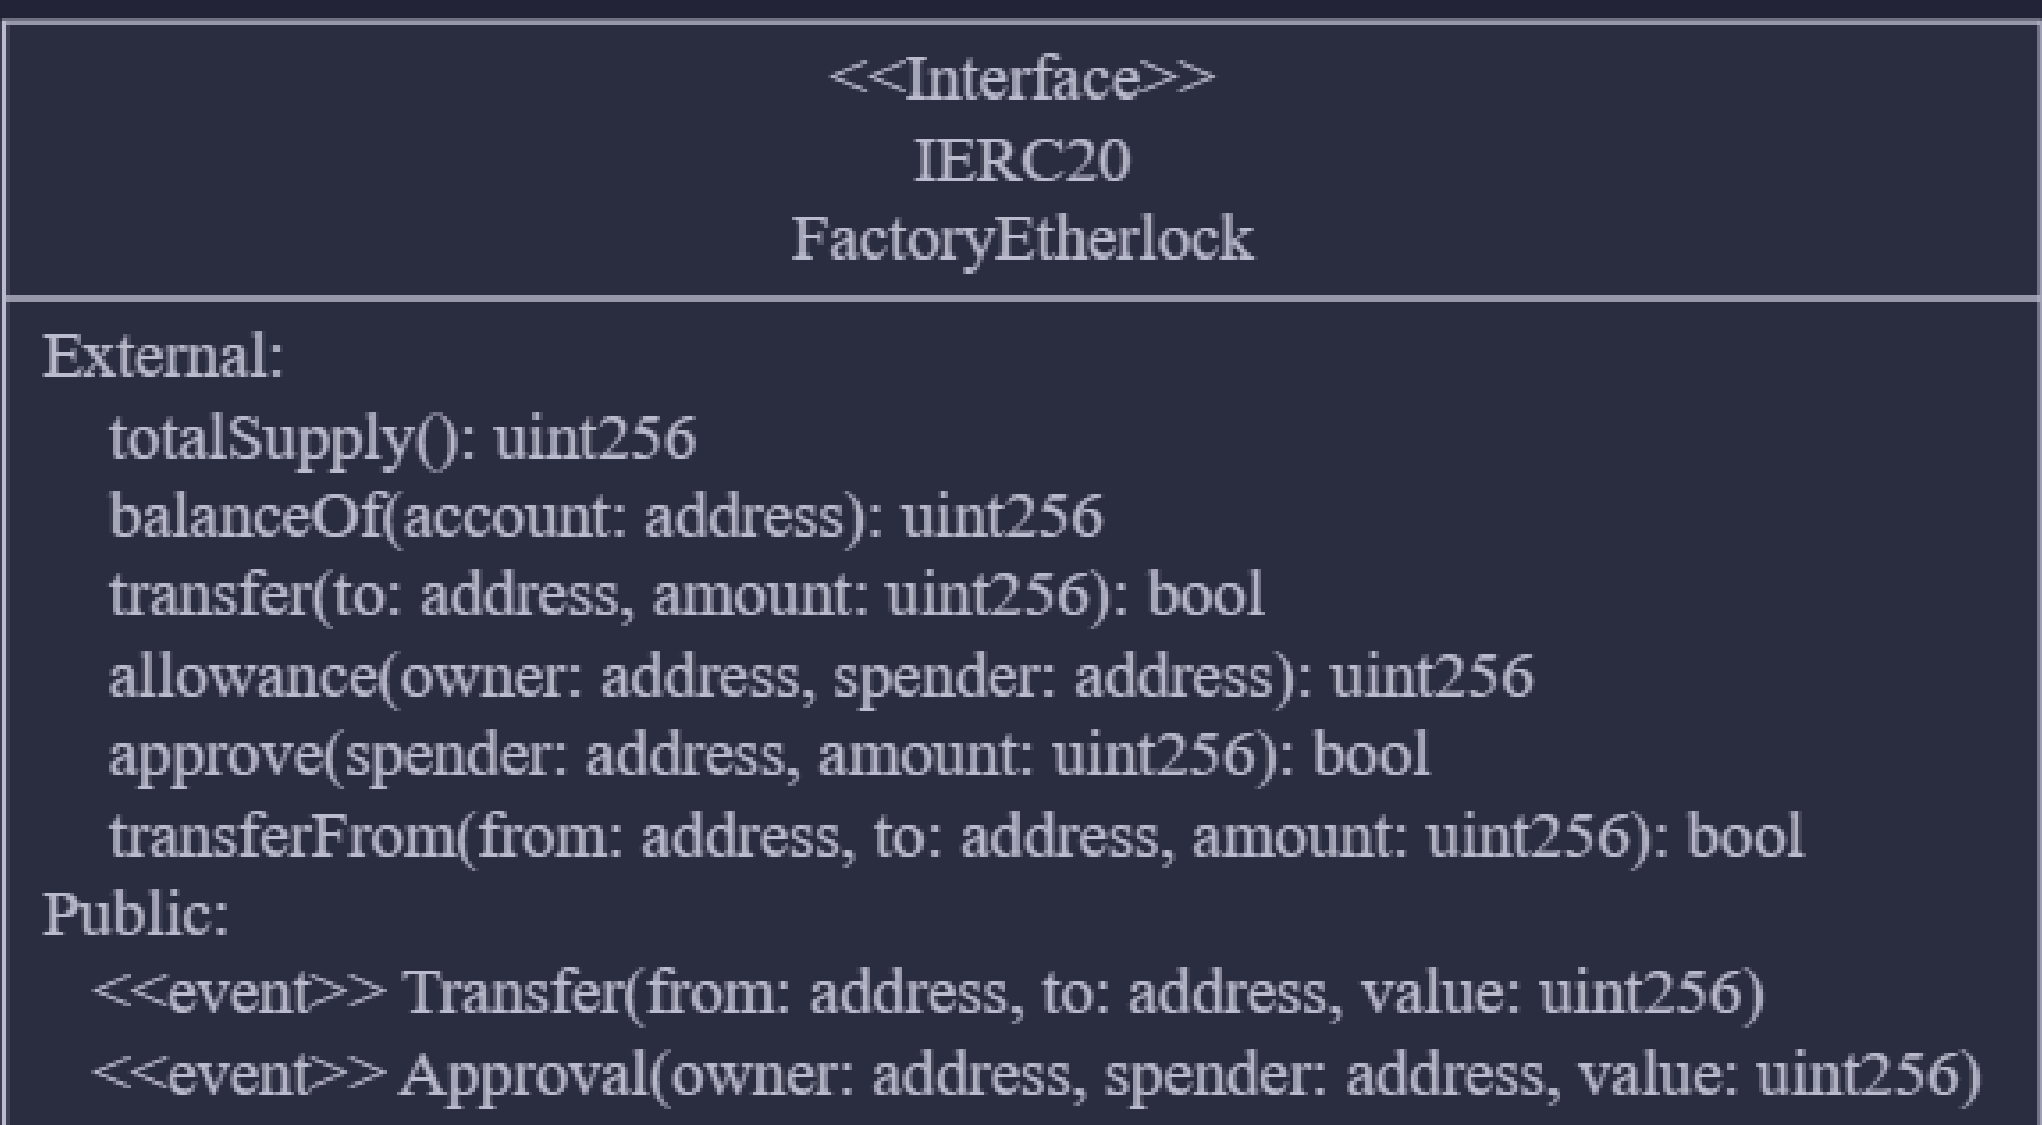 <<Interface>>
IERC20
FactoryEtherlock
External:
totalSupply(): uint256
balanceOf(account: address): uint256
transfer(to: address, amount: uint256): bool
allowance(owner: address, spender: address): uint256
approve(spender: address, amount: uint256): bool
transferFrom(from: address, to: address, amount: uint256): bool
Public:
<<event>> Transfer(from: address, to: address, value: uint256)
<<event>> Approval(owner: address, spender: address, value: uint256)